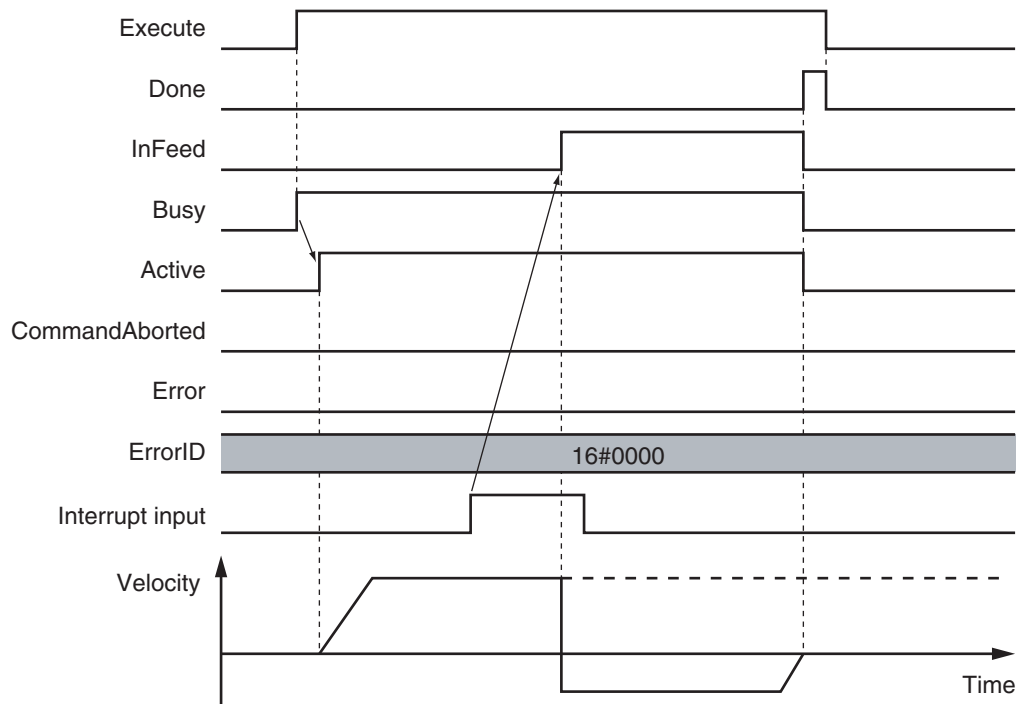 Execute
Done
InFeed
Busy
Active
CommandAborted
Error
ErrorID
16#0000
Interrupt input
Velocity
Time